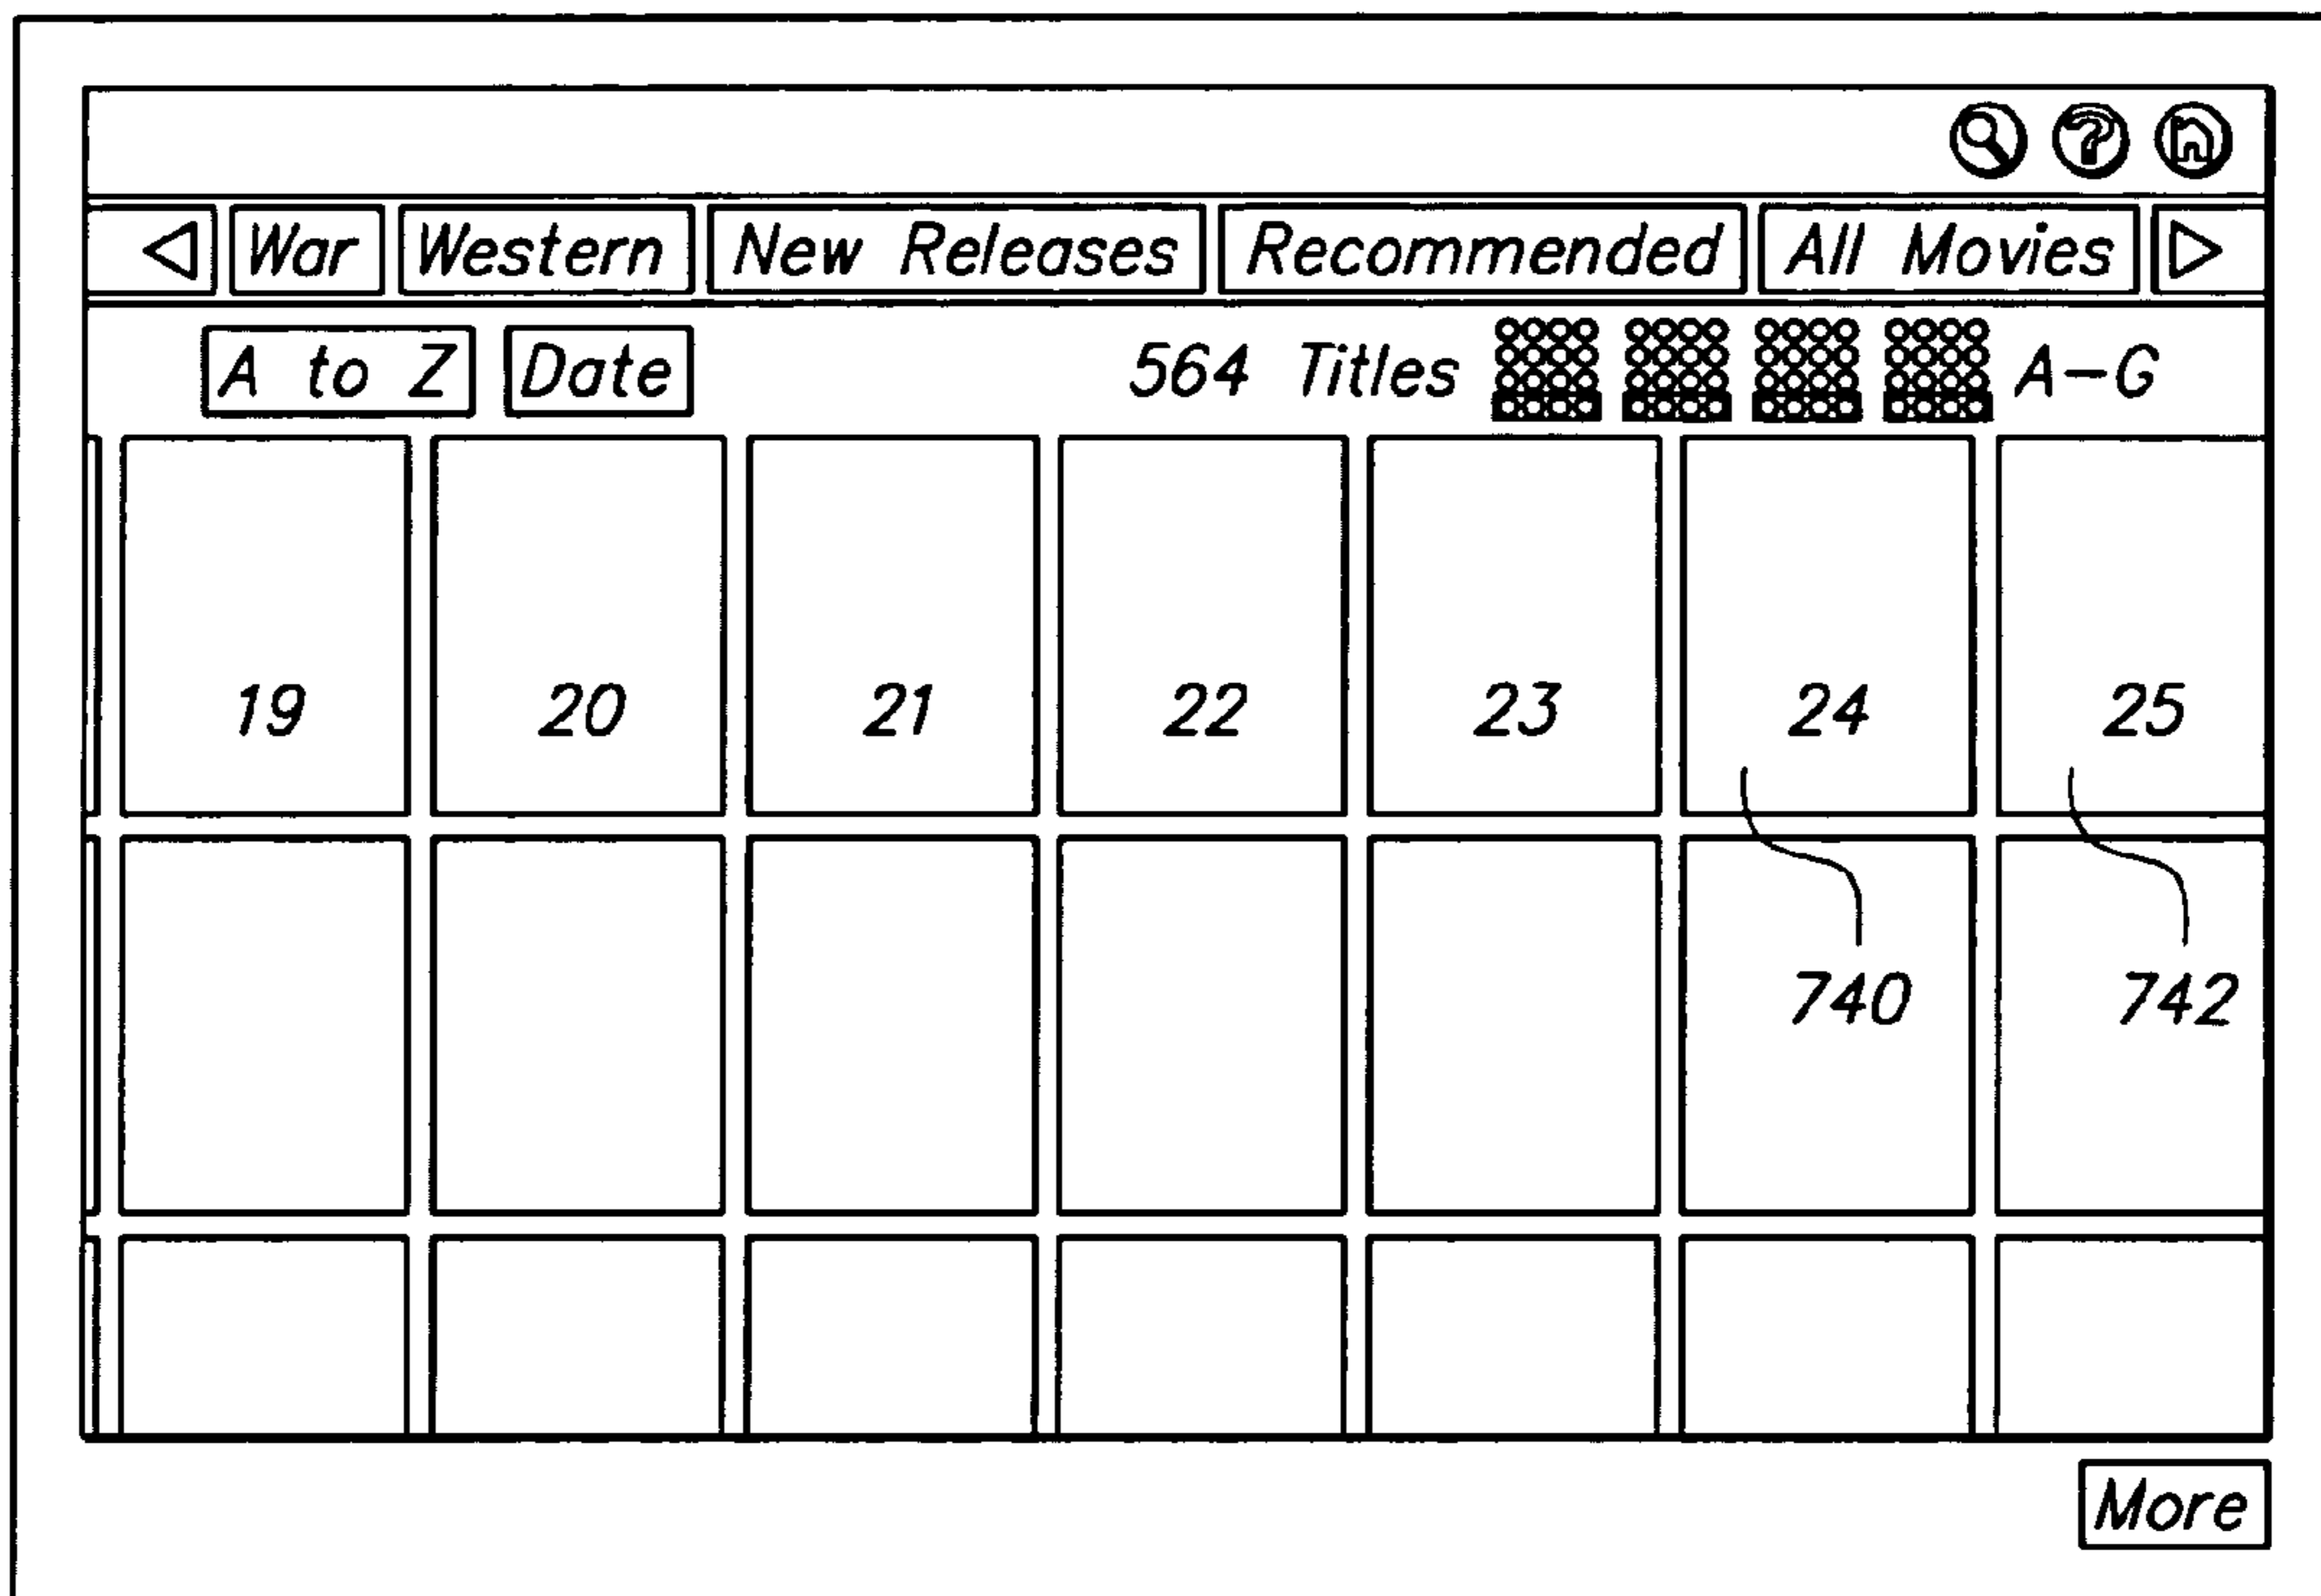 War Western New Releases Recommended All Movies
A to Z Date 564 Titles A-G
19 20 21 22 23 24 25
740 742
More